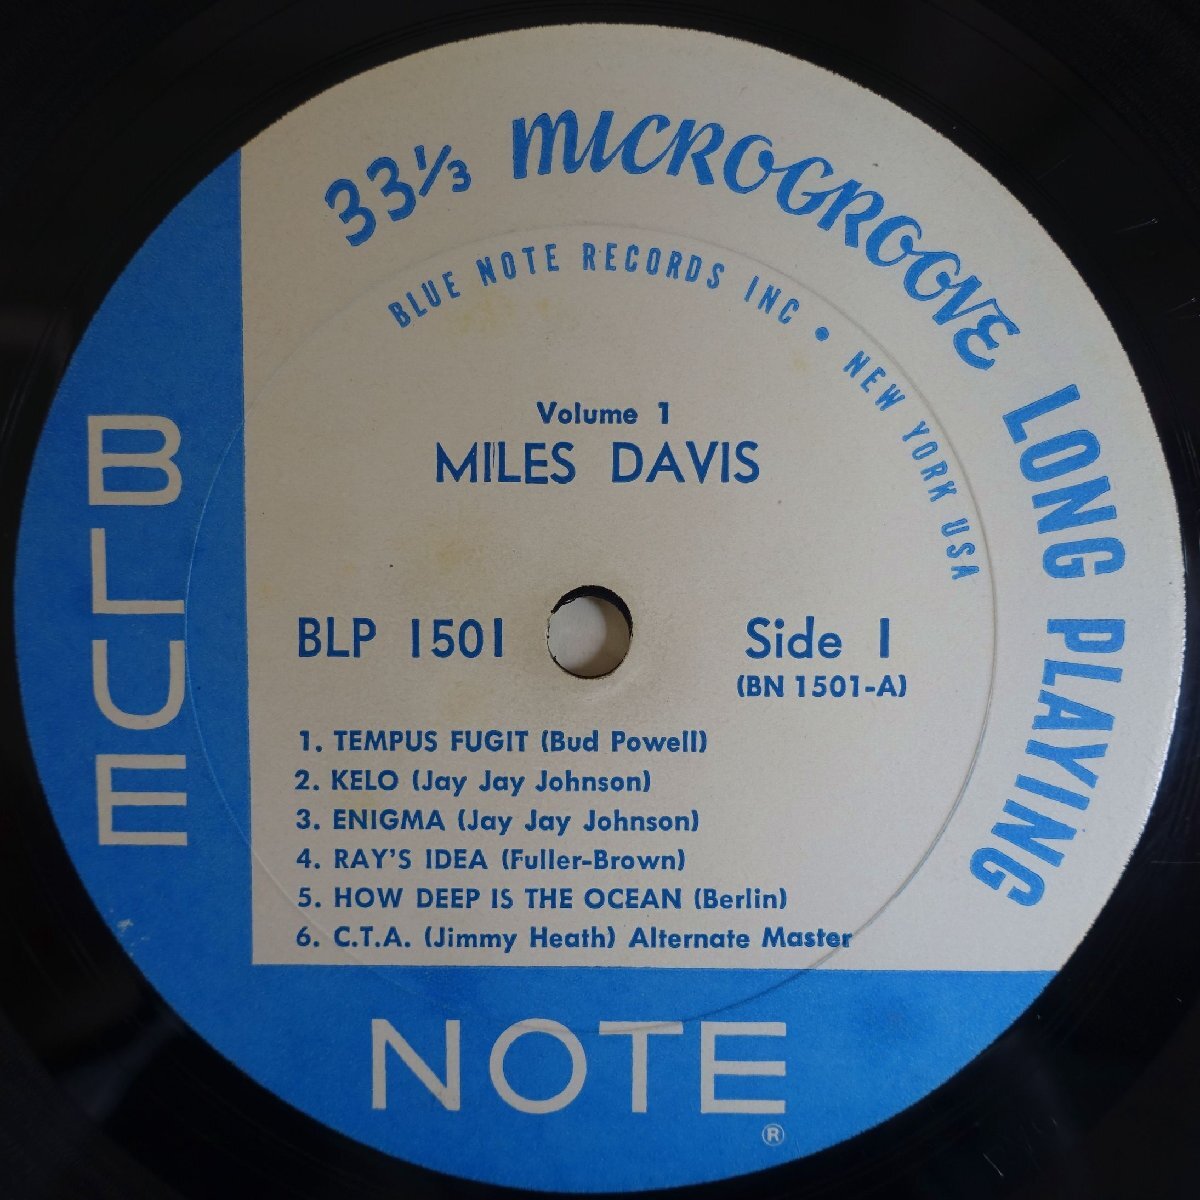 33⅓ MICROGROOVE LONG PLAYING
BLUE NOTE RECORDS INC • NEW YORK USA
Volume 1
MILES DAVIS
BLP 1501
Side 1
(BN 1501-A)
1. TEMPUS FUGIT (Bud Powell)
2. KELO (Jay Jay Johnson)
3. ENIGMA (Jay Jay Johnson)
4. RAY'S IDEA (Fuller-Brown)
5. HOW DEEP IS THE OCEAN (Berlin)
6. C.T.A. (Jimmy Heath) Alternate Master
BLUE
NOTE
®